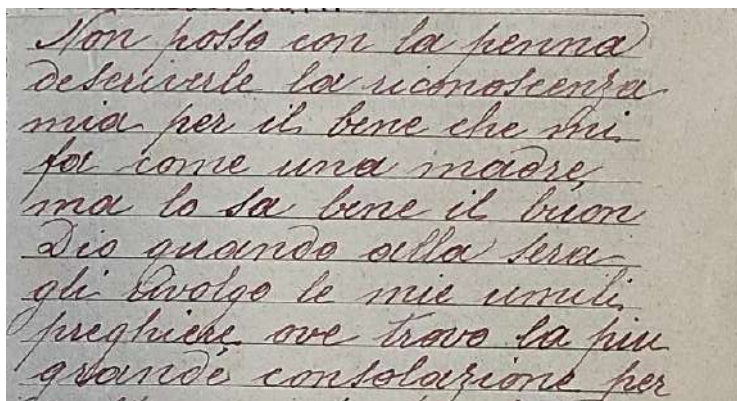 Non posso con la penna
descriverle la riconoscenza
mia per il bene che mi
fa come una madre
ma lo sa bene il buon
Dio quando alla sera
gli rivolgo le mie umili
preghiere ove trovo la piu
grande consolazione per